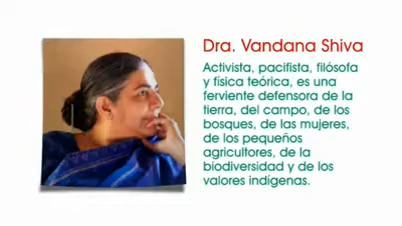 Dra. Vandana Shiva
Activista, pacifista, filósofa
y física teórica, es una
ferviente defensora de la
tierra, del campo, de los
bosques, de las mujeres,
de los pequeños
agricultores, de la
biodiversidad y de los
valores indígenas.